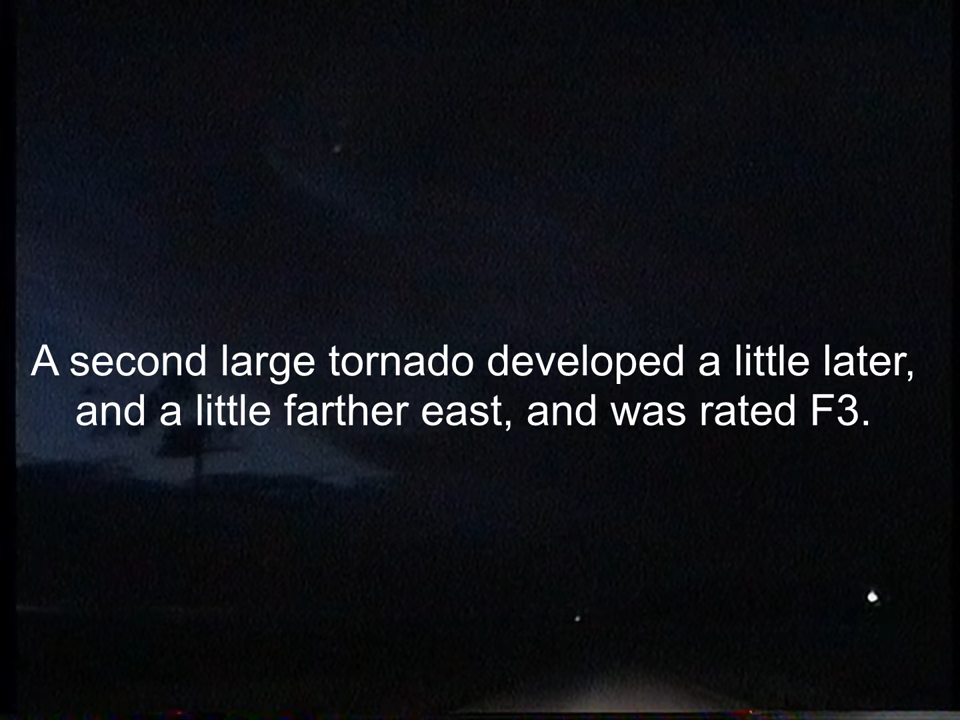 A second large tornado developed a little later,
and a little farther east, and was rated F3.